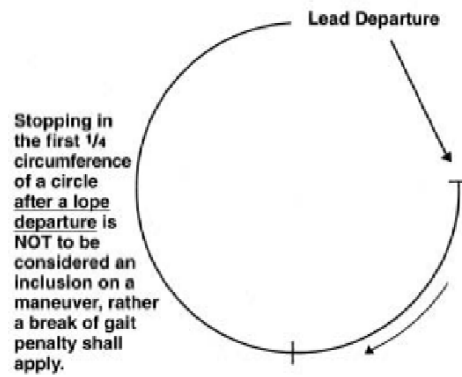 Lead Departure
Stopping in
the first 1/4
circumference
of a circle
after a lope
departure is
NOT to be
considered an
inclusion on a
maneuver, rather
a break of gait
penalty shall
apply.